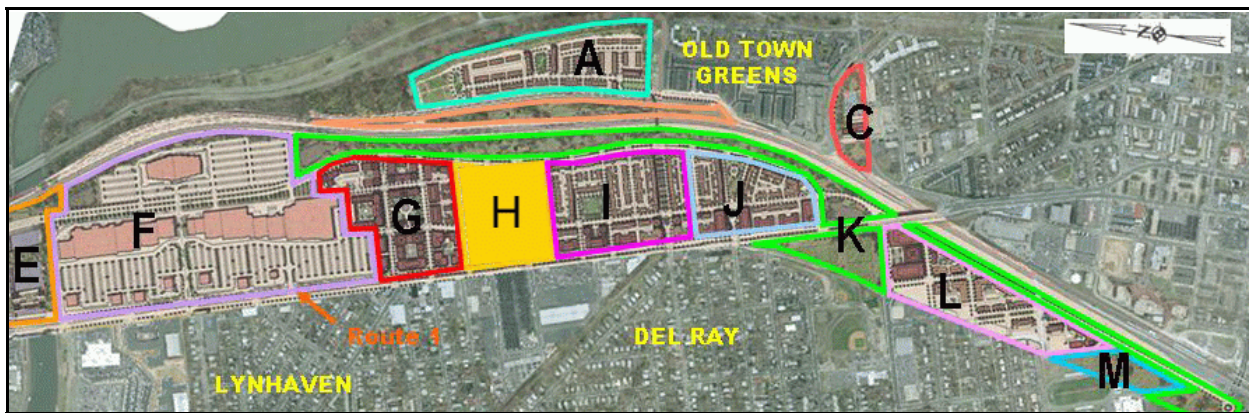 A
OLD TOWN
GREENS
C
E
F
G
H
I
J
K
L
M
Route 1
LYNHAVEN
DEL RAY
N